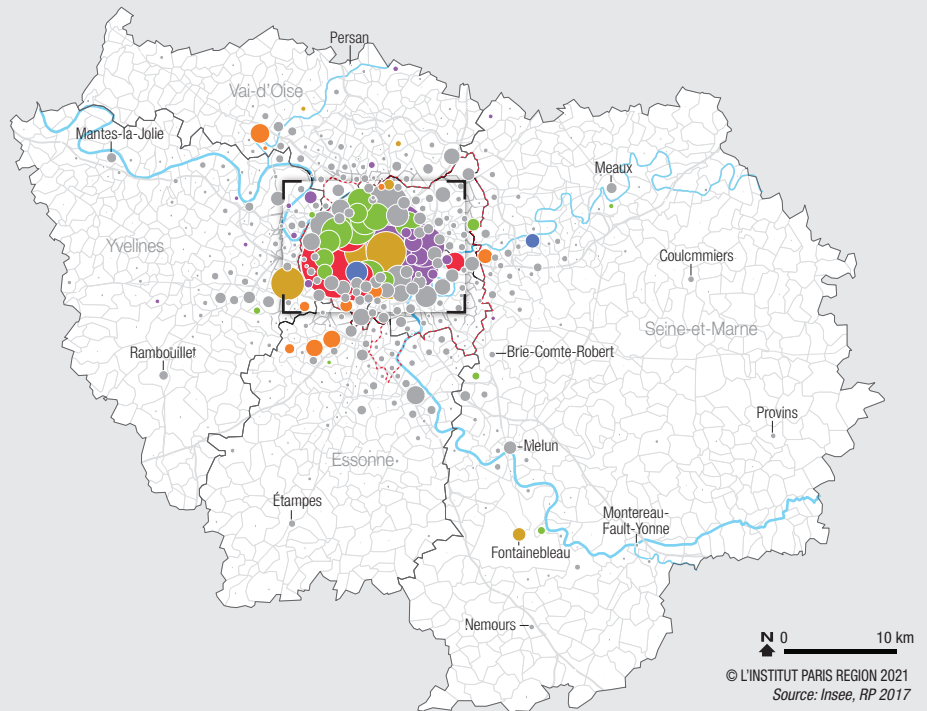 Persan
Vai-d'Oise
Mantas-la-Jolie
Meaux
Yvelines
Coulcmmiers
Seine-et-Marne
Rambouillet
Brie-Comte-Robert
Provins
Melun
Essonne
Étampes
Montereau-
Fault-Yonne
Fontainebleau
Nemours
N 0 10 km
© L'INSTITUT PARIS REGION 2021
Source: Insee, RP 2017